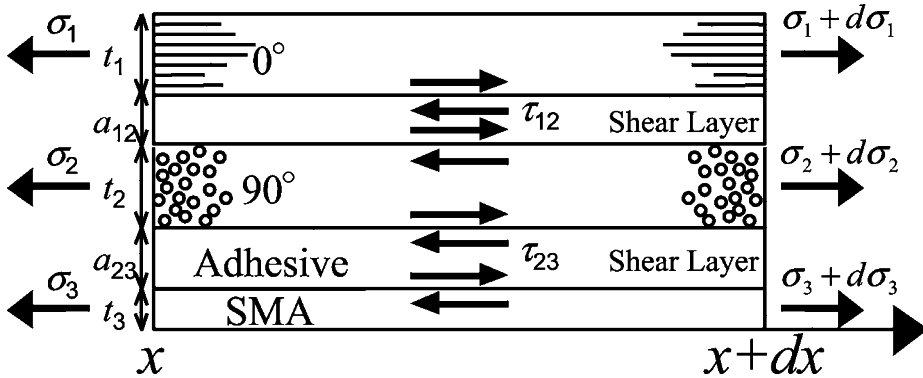 σ₁ t₁ 0° σ₁ + dσ₁
a₁₂ τ₁₂ Shear Layer
σ₂ t₂ 90° σ₂ + dσ₂
a₂₃ Adhesive τ₂₃ Shear Layer
σ₃ t₃ SMA σ₃ + dσ₃
x x+dx